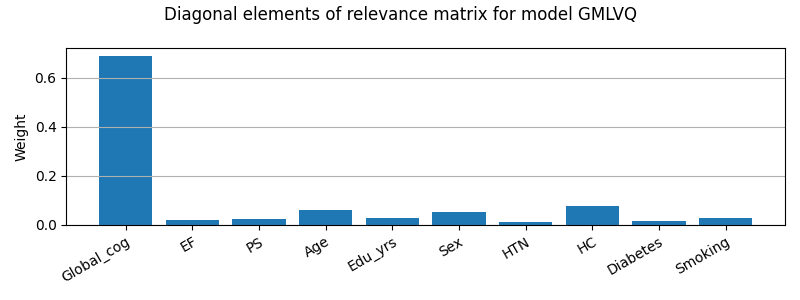 Diagonal elements of relevance matrix for model GMLVQ
Weight
0.6
0.4
0.2
0.0
Global_cog
EF
PS
Age
Edu_yrs
Sex
HTN
HC
Diabetes
Smoking